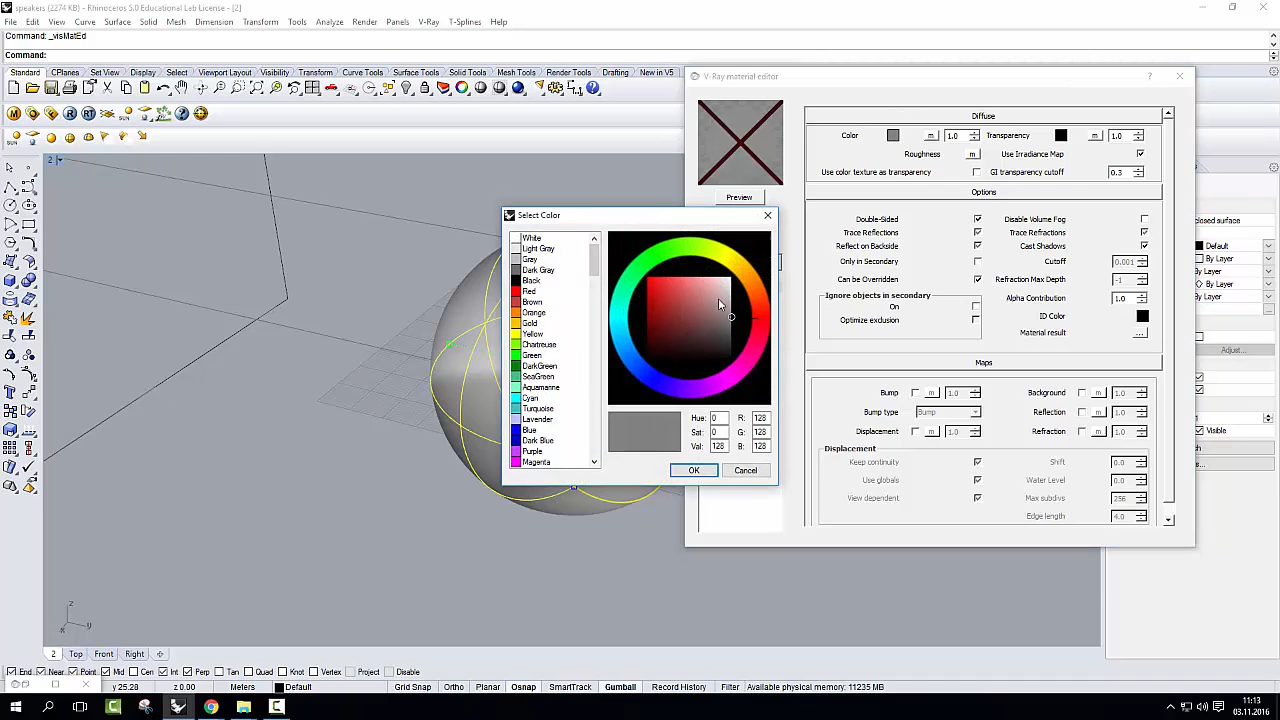 speakers (2274 KB) - Rhinoceros 5.0 Educational Lab License - [2]
File Edit View Curve Surface Solid Mesh Dimension Transform Tools Analyze Render Panels V-Ray T-Splines Help
Command: _visMatEd
Command:
Standard CPlanes Set View Display Select Viewport Layout Visibility Transform Curve Tools Surface Tools Solid Tools Mesh Tools Render Tools Drafting New in V5
V-Ray material editor
Diffuse
Color m 1.0 Transparency m 1.0
Roughness m Use Irradiance Map
Use color texture as transparency GI transparency cutoff 0.3
Preview
Options
Double-Sided Disable Volume Fog
Trace Reflections Trace Refractions
Reflect on Backside Cast Shadows
Only in Secondary Cutoff 0.001
Can be Overridden Refraction Max Depth -1
Ignore objects in secondary Alpha Contribution 1.0
On
Optimize exclusion ID Color
Material result ...
Maps
Bump m 1.0 Background m 1.0
Bump type Bump Reflection m 1.0
Displacement m 1.0 Refraction m 1.0
Displacement
Keep continuity Shift 0.0
Use globals Water Level 0.0
View dependent Max subdivs 256
Edge length 4.0
Select Color
White
Light Gray
Gray
Dark Gray
Black
Red
Brown
Orange
Gold
Yellow
Chartreuse
Green
DarkGreen
SeaGreen
Aquamarine
Cyan
Turquoise
Lavender
Blue
Dark Blue
Purple
Magenta
Hue: 0 R: 128
Sat: 0 G: 128
Val: 128 B: 128
OK Cancel
closed surface
Default
By Layer
By Layer
By Layer
By Layer
Adjust...
Visible
2
z
x y
2 Top Front Right
End Near Point Mid Cen Int Perp Tan Quad Knot Vertex Project Disable
y 25.28 z 0.00 Meters Default Grid Snap Ortho Planar Osnap SmartTrack Gumball Record History Filter Available physical memory: 11235 MB
11:13
03.11.2016